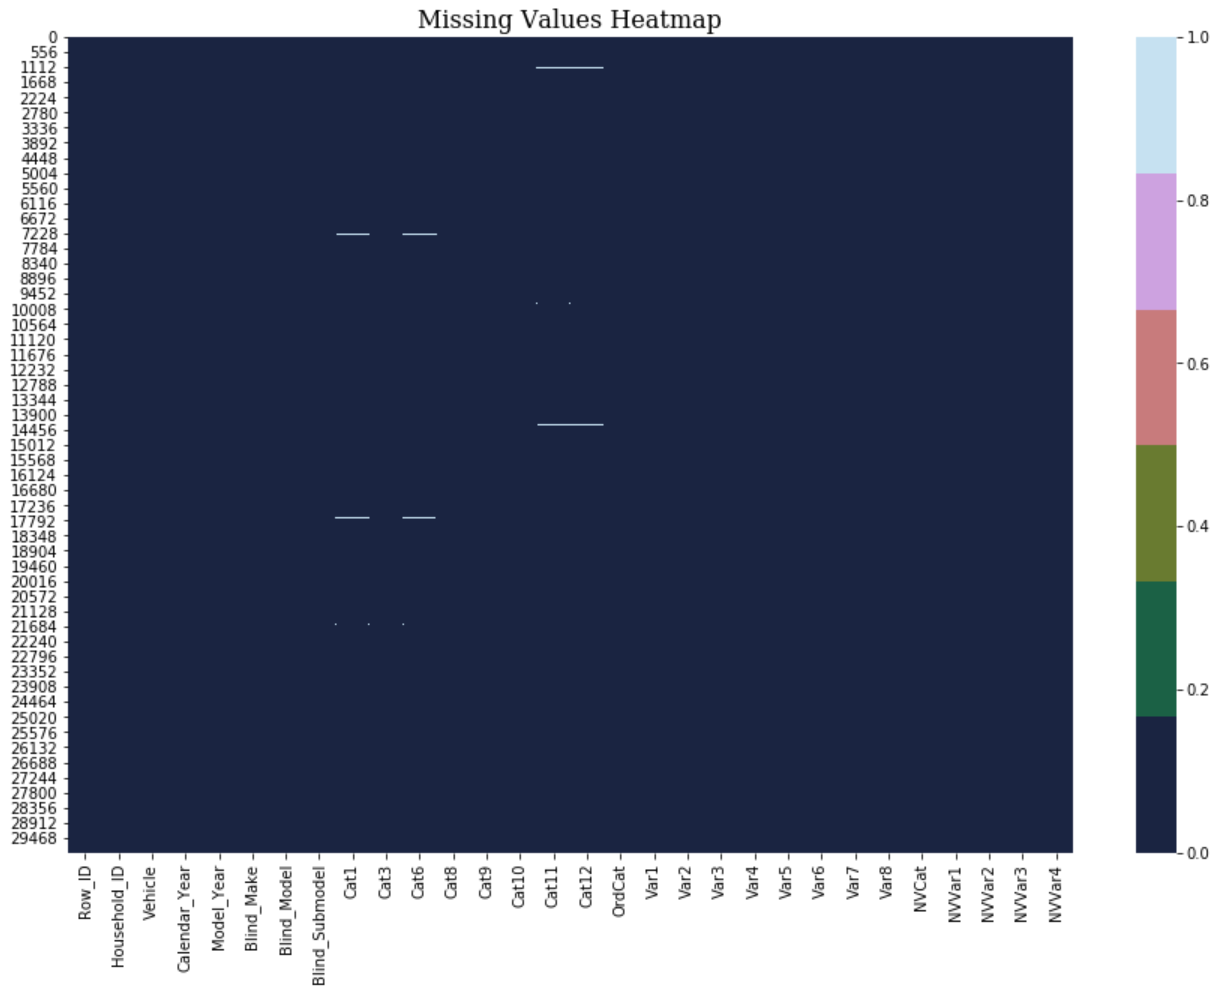 Missing Values Heatmap
0
556
1112
1668
2224
2780
3336
3892
4448
5004
5560
6116
6672
7228
7784
8340
8896
9452
10008
10564
11120
11676
12232
12788
13344
13900
14456
15012
15568
16124
16680
17236
17792
18348
18904
19460
20016
20572
21128
21684
22240
22796
23352
23908
24464
25020
25576
26132
26688
27244
27800
28356
28912
29468
Row_ID
Household_ID
Vehicle
Calendar_Year
Model_Year
Blind_Make
Blind_Model
Blind_Submodel
Cat1
Cat3
Cat6
Cat8
Cat9
Cat10
Cat11
Cat12
OrdCat
Var1
Var2
Var3
Var4
Var5
Var6
Var7
Var8
NVCat
NVVar1
NVVar2
NVVar3
NVVar4
1.0
0.8
0.6
0.4
0.2
0.0